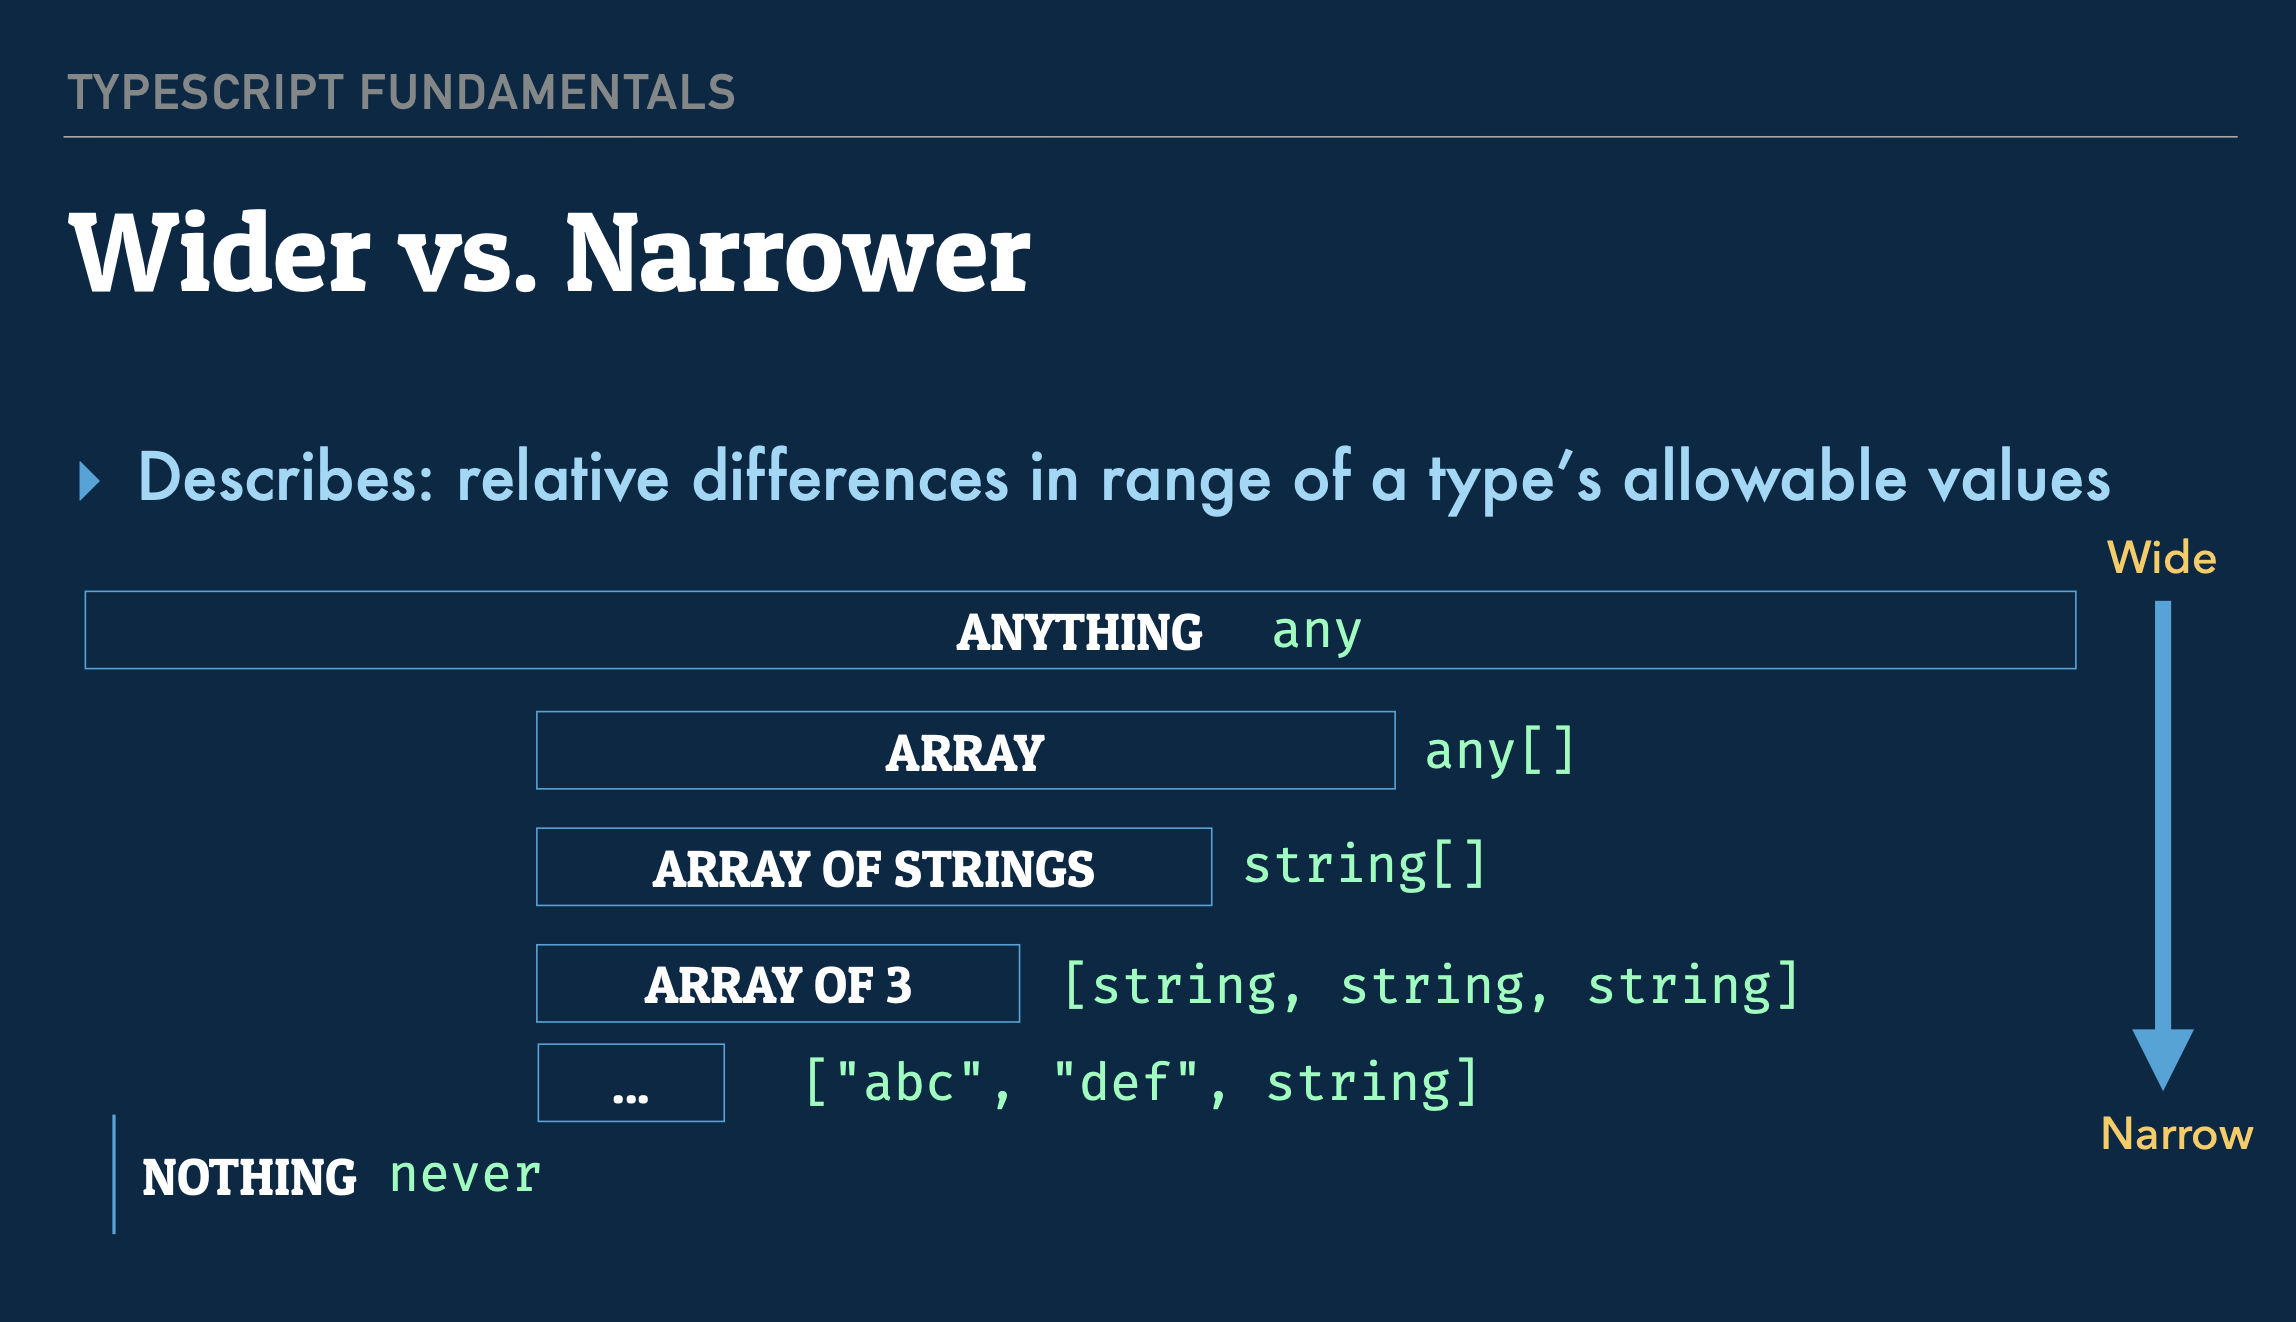 TYPESCRIPT FUNDAMENTALS
Wider vs. Narrower
Describes: relative differences in range of a type’s allowable values
Wide
ANYTHING any
ARRAY any[]
ARRAY OF STRINGS string[]
ARRAY OF 3 [string, string, string]
... ["abc", "def", string]
Narrow
NOTHING never